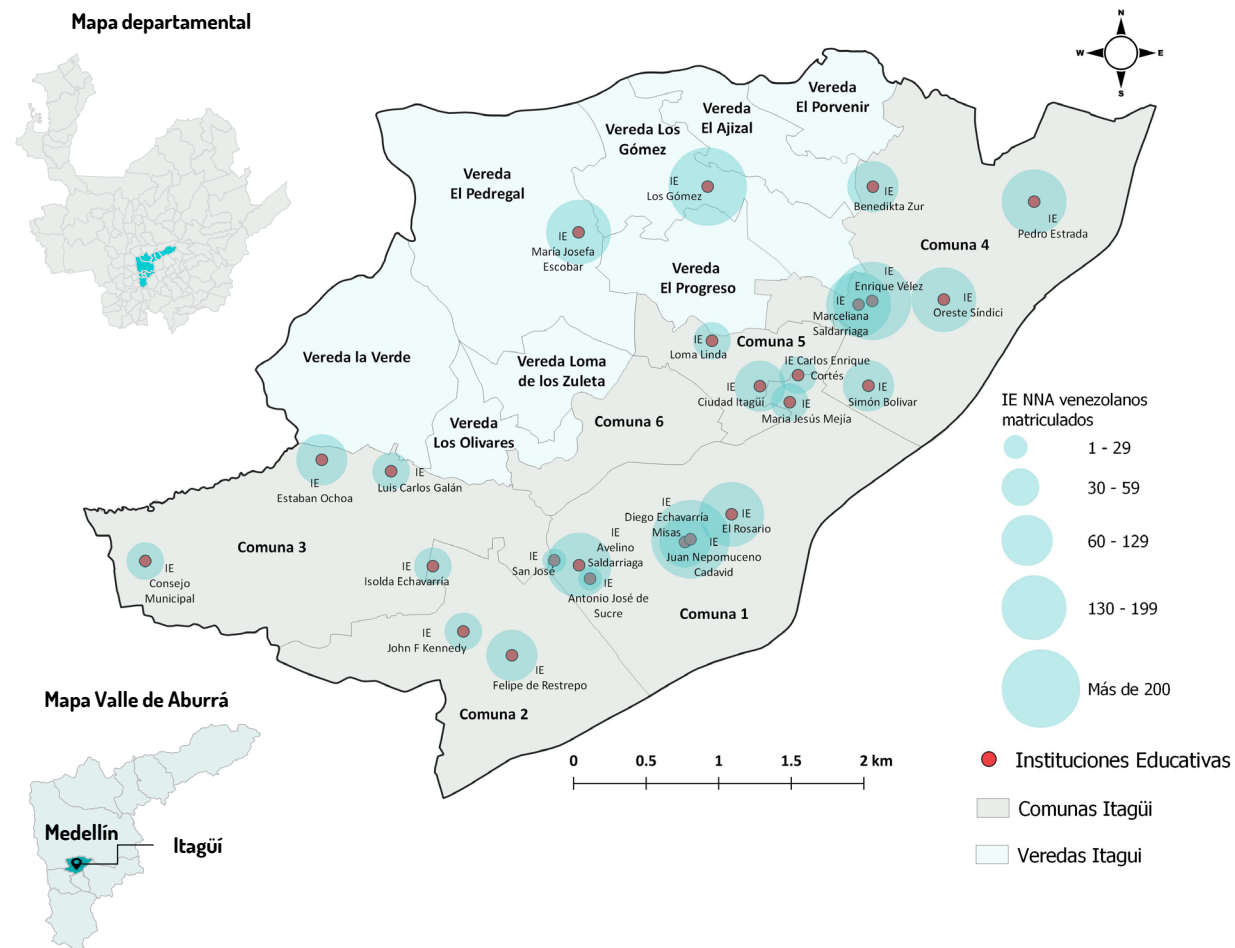 Mapa departamental
N
W
E
S
Vereda
El Porvenir
Vereda
El Ajizal
Vereda Los
Gómez
Vereda
El Pedregal
IE
Los Gómez
IE
Benedikta Zur
IE
Pedro Estrada
IE
María Josefa
Escobar
Comuna 4
Vereda
El Progreso
IE
Enrique Vélez
IE
Marceliana
Saldarriaga
IE
Oreste Síndici
IE
Loma Linda
Comuna 5
Vereda la Verde
Vereda Loma
de los Zuleta
IE Carlos Enrique
Cortés
IE
Ciudad Itagüí
IE
Maria Jesús Mejía
IE
Simón Bolivar
Vereda
Los Olivares
Comuna 6
IE
Estaban Ochoa
IE
Luis Carlos Galán
IE
Diego Echavarría
Misas
IE
El Rosario
IE
Juan Nepomuceno
Cadavid
Comuna 3
IE
Consejo
Municipal
IE
Isolda Echavarría
IE
San José
IE
Avelino
Saldarriaga
IE
Antonio José de
Sucre
Comuna 1
IE
John F Kennedy
IE
Felipe de Restrepo
Comuna 2
IE NNA venezolanos
matriculados
1 - 29
30 - 59
60 - 129
130 - 199
Más de 200
Instituciones Educativas
Comunas Itagüi
Veredas Itagui
0 0.5 1 1.5 2 km
Mapa Valle de Aburrá
Medellín
Itagüí